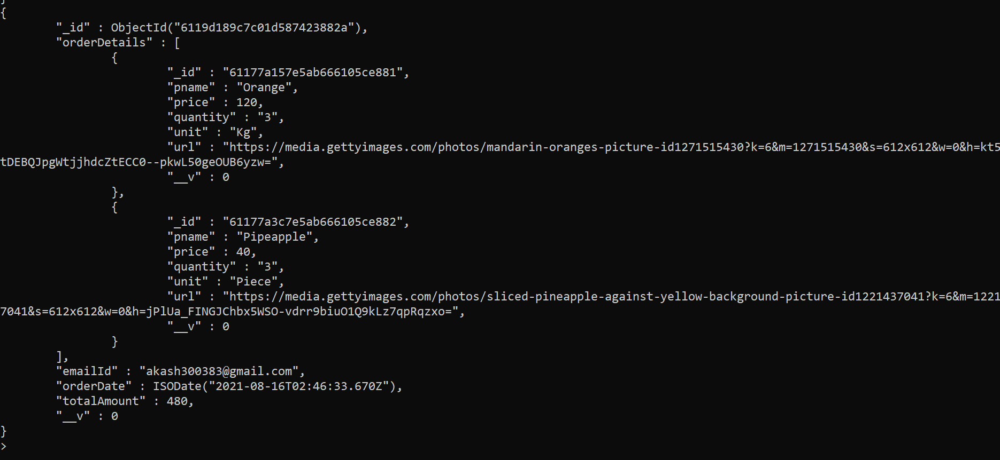 }
{
"_id" : ObjectId("6119d189c7c01d587423882a"),
"orderDetails" : [
{
"_id" : "61177a157e5ab666105ce881",
"pname" : "Orange",
"price" : 120,
"quantity" : "3",
"unit" : "Kg",
"url" : "https://media.gettyimages.com/photos/mandarin-oranges-picture-id1271515430?k=6&m=1271515430&s=612x612&w=0&h=kt5
tDEBQJpgWtjjhdcZtECC0--pkwL50geOUB6yzw=",
"__v" : 0
},
{
"_id" : "61177a3c7e5ab666105ce882",
"pname" : "Pipeapple",
"price" : 40,
"quantity" : "3",
"unit" : "Piece",
"url" : "https://media.gettyimages.com/photos/sliced-pineapple-against-yellow-background-picture-id1221437041?k=6&m=1221
7041&s=612x612&w=0&h=jPlUa_FINGJChbx5WSO-vdrr9biuO1Q9kLz7qpRqzxo=",
"__v" : 0
}
],
"emailId" : "akash300383@gmail.com",
"orderDate" : ISODate("2021-08-16T02:46:33.670Z"),
"totalAmount" : 480,
"__v" : 0
}
>